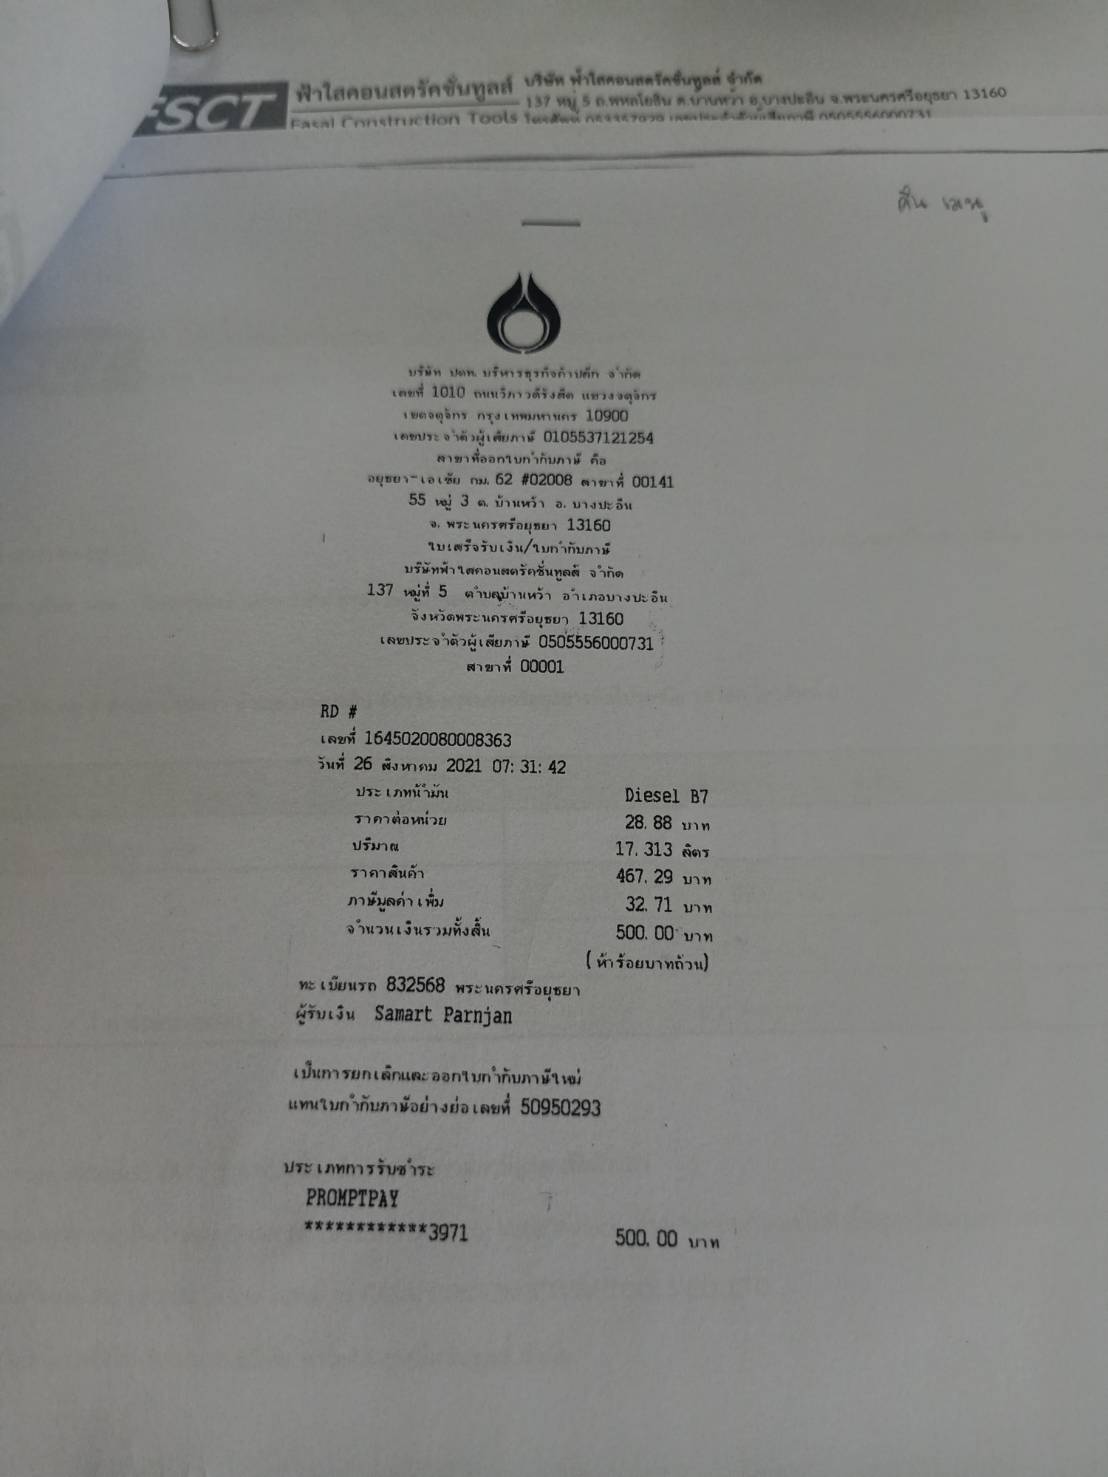 FSCT ฟ้าใสคอนสตรัคชั่นทูลส์ บริษัท ฟ้าใสคอนสตรัคชั่นทูลส์ จำกัด
137 หมู่ 5 ถ.พหลโยธิน ต.บ้านหว้า อ.บางปะอิน จ.พระนครศรีอยุธยา 13160
Fasai Construction Tools โทรศัพท์ เลขประจำตัวผู้เสียภาษี 0505556000731
คืน
บริษัท ปตท. บริหารธุรกิจค้าปลีก จำกัด
เลขที่ 1010 ถนนวิภาวดีรังสิต แขวงจตุจักร
เขตจตุจักร กรุงเทพมหานคร 10900
เลขประจำตัวผู้เสียภาษี 0105537121254
สาขาที่ออกใบกำกับภาษี คือ
อยุธยา-เอเซีย กม. 62 #02008 สาขาที่ 00141
55 หมู่ 3 ต. บ้านหว้า อ. บางปะอิน
จ. พระนครศรีอยุธยา 13160
ใบเสร็จรับเงิน/ใบกำกับภาษี
บริษัทฟ้าใสคอนสตรัคชั่นทูลส์ จำกัด
137 หมู่ที่ 5 ตำบลบ้านหว้า อำเภอบางปะอิน
จังหวัดพระนครศรีอยุธยา 13160
เลขประจำตัวผู้เสียภาษี 0505556000731
สาขาที่ 00001
RD #
เลขที่ 1645020080008363
วันที่ 26 สิงหาคม 2021 07:31:42
ประเภทน้ำมัน Diesel B7
ราคาต่อหน่วย 28.88 บาท
ปริมาณ 17.313 ลิตร
ราคาสินค้า 467.29 บาท
ภาษีมูลค่าเพิ่ม 32.71 บาท
จำนวนเงินรวมทั้งสิ้น 500.00 บาท
(ห้าร้อยบาทถ้วน)
ทะเบียนรถ 832568 พระนครศรีอยุธยา
ผู้รับเงิน Samart Parnjan
เป็นการยกเลิกและออกใบกำกับภาษีใหม่
แทนใบกำกับภาษีอย่างย่อเลขที่ 50950293
ประเภทการรับชำระ
PROMPTPAY
************3971 500.00 บาท